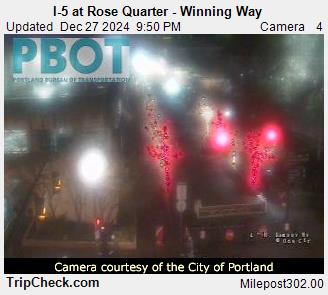 I-5 at Rose Quarter - Winning Way
Updated Dec 27 2024 9:50 PM Camera 4
PBOT
PORTLAND BUREAU OF TRANSPORTATION
Camera courtesy of the City of Portland
TripCheck.com Milepost302.00